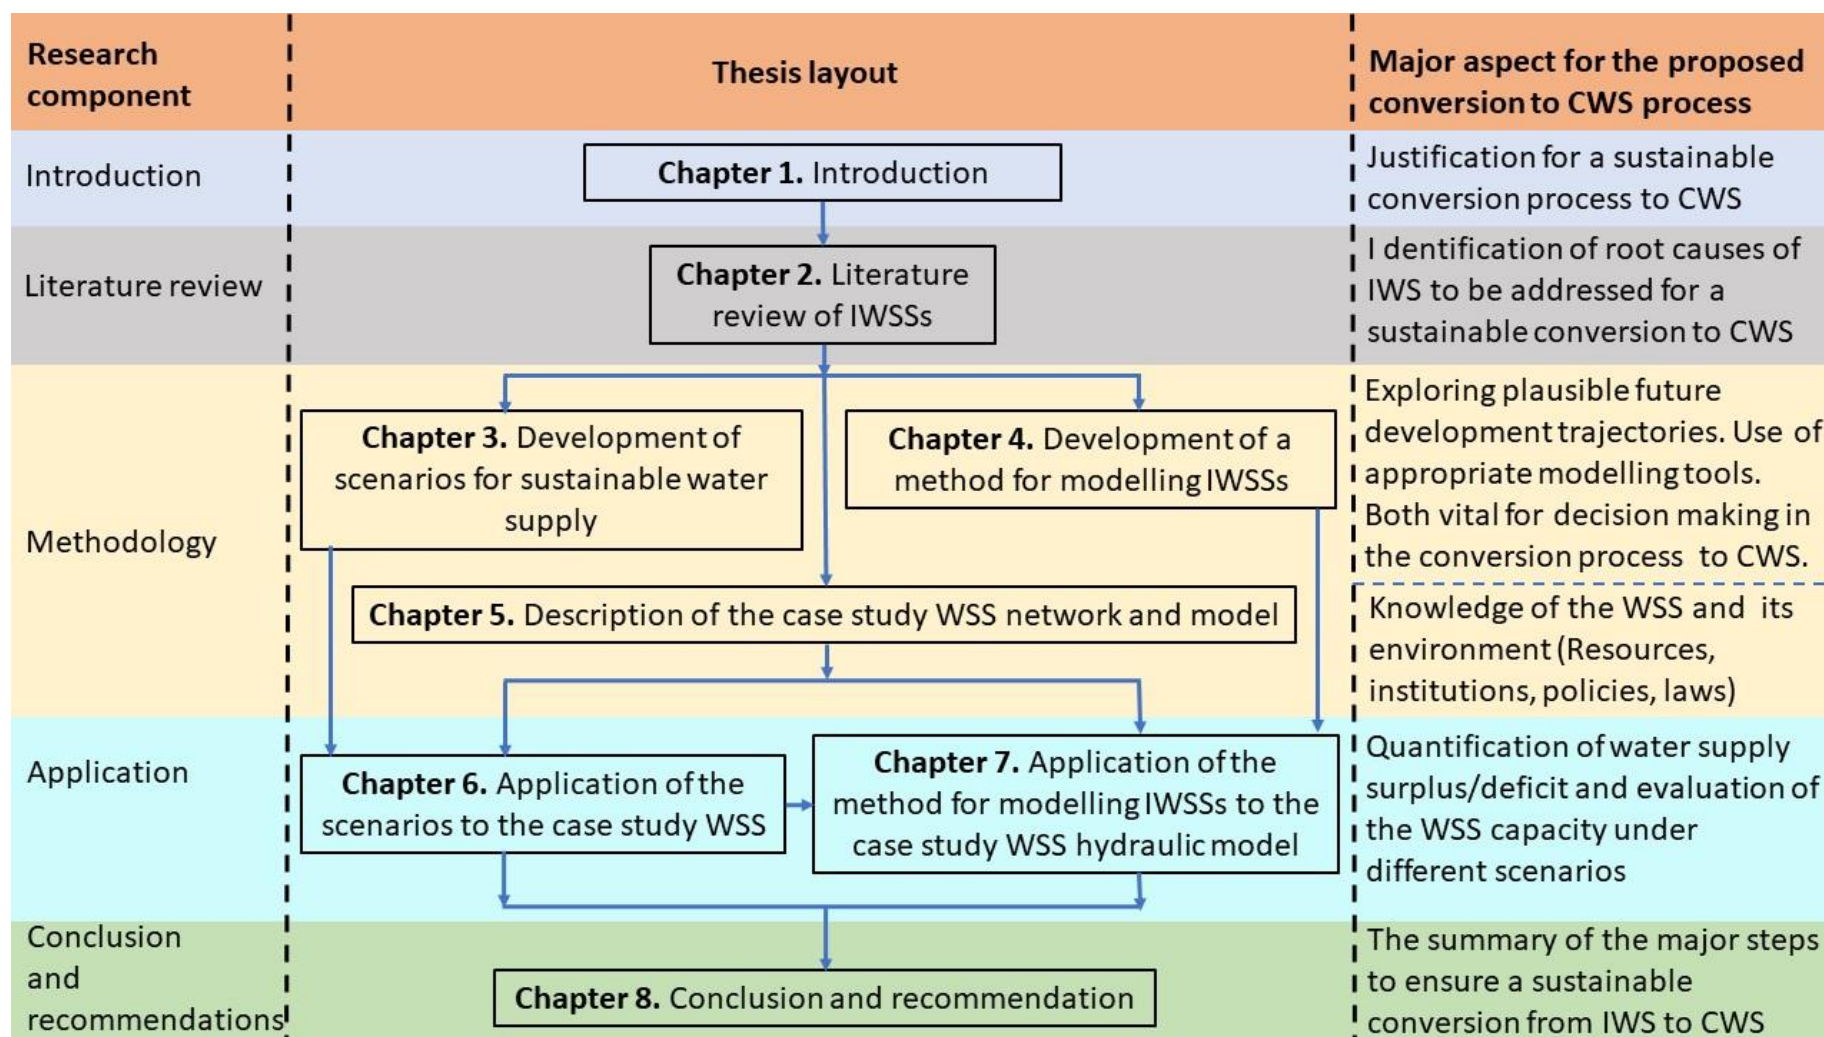 Research
component
Thesis layout
Major aspect for the proposed
conversion to CWS process
Introduction
Chapter 1. Introduction
Justification for a sustainable
conversion process to CWS
Literature review
Chapter 2. Literature
review of IWSSs
I dentification of root causes of
IWS to be addressed for a
sustainable conversion to CWS
Methodology
Chapter 3. Development of
scenarios for sustainable water
supply
Chapter 4. Development of a
method for modelling IWSSs
Exploring plausible future
development trajectories. Use of
appropriate modelling tools.
Both vital for decision making in
the conversion process to CWS.
Chapter 5. Description of the case study WSS network and model
Knowledge of the WSS and its
environment (Resources,
institutions, policies, laws)
Application
Chapter 6. Application of the
scenarios to the case study WSS
Chapter 7. Application of the
method for modelling IWSSs to the
case study WSS hydraulic model
Quantification of water supply
surplus/deficit and evaluation of
the WSS capacity under
different scenarios
Conclusion
and
recommendations
Chapter 8. Conclusion and recommendation
The summary of the major steps
to ensure a sustainable
conversion from IWS to CWS